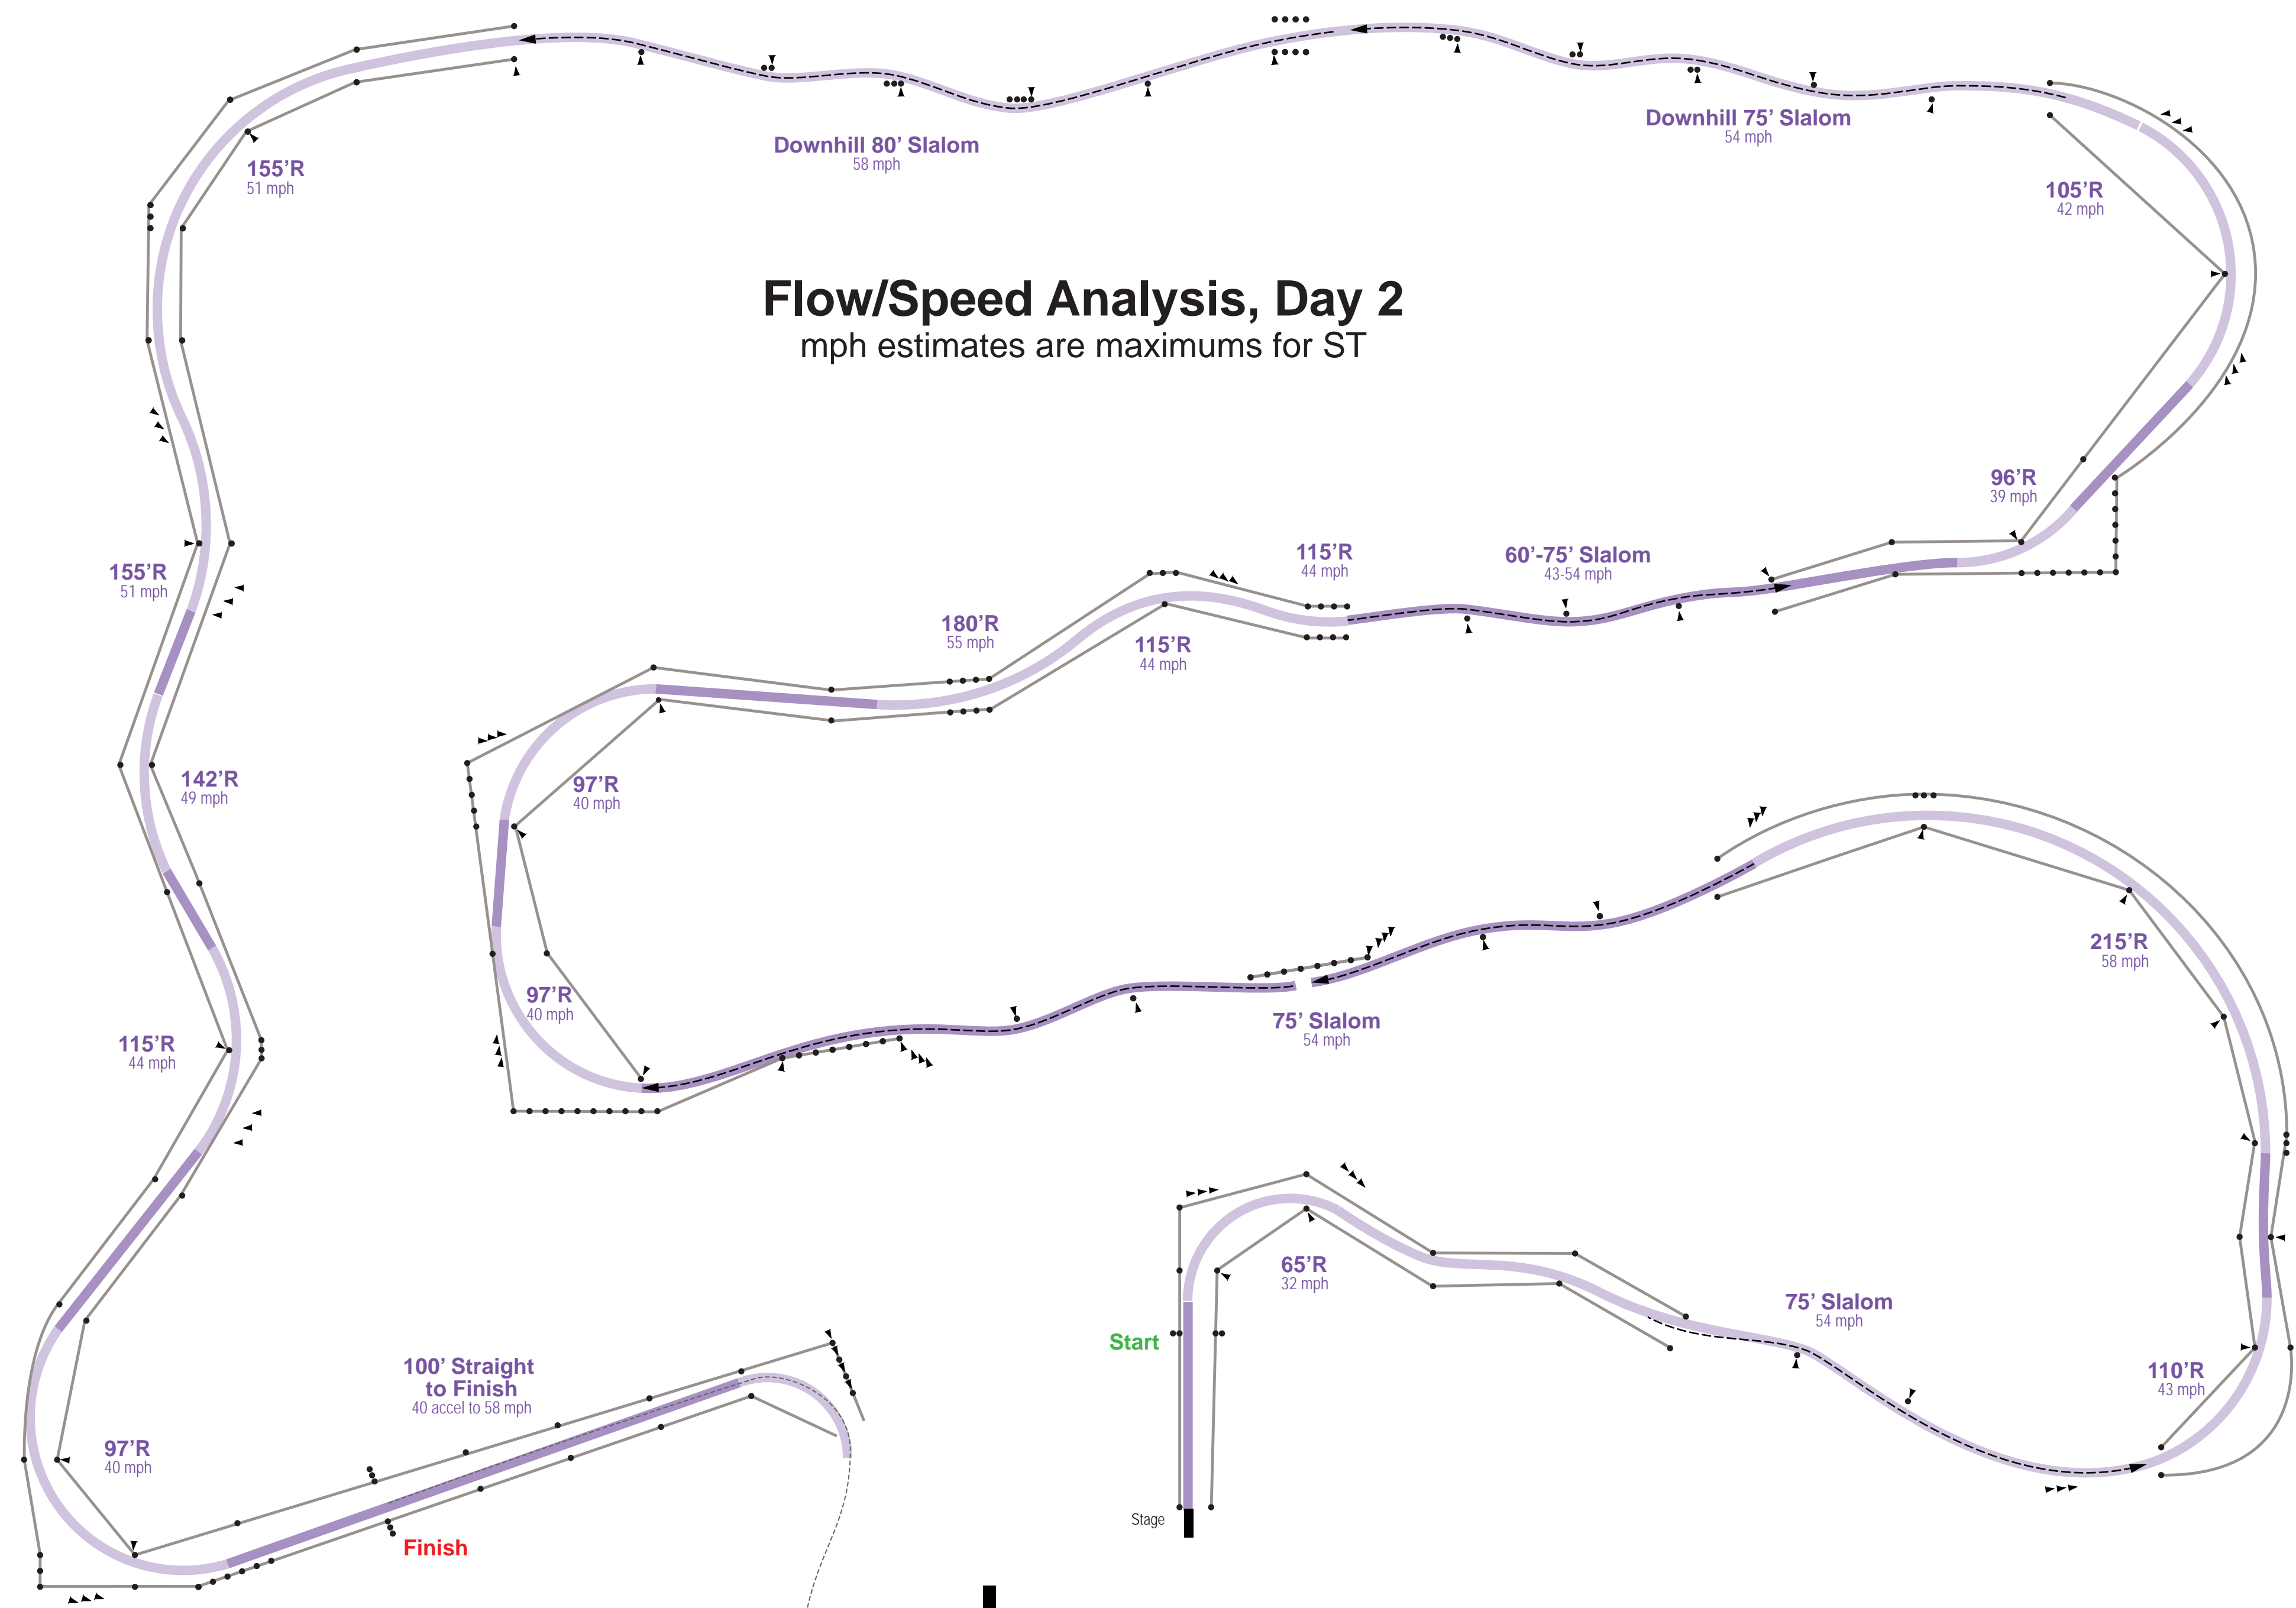 Downhill 80’ Slalom
58 mph
Downhill 75’ Slalom
54 mph
155’R
51 mph
105’R
42 mph
Flow/Speed Analysis, Day 2
mph estimates are maximums for ST
96’R
39 mph
115’R
44 mph
60’-75’ Slalom
43-54 mph
155’R
51 mph
180’R
55 mph
115’R
44 mph
142’R
49 mph
97’R
40 mph
215’R
58 mph
97’R
40 mph
75’ Slalom
54 mph
115’R
44 mph
65’R
32 mph
75’ Slalom
54 mph
Start
100’ Straight
to Finish
40 accel to 58 mph
110’R
43 mph
97’R
40 mph
Stage
Finish